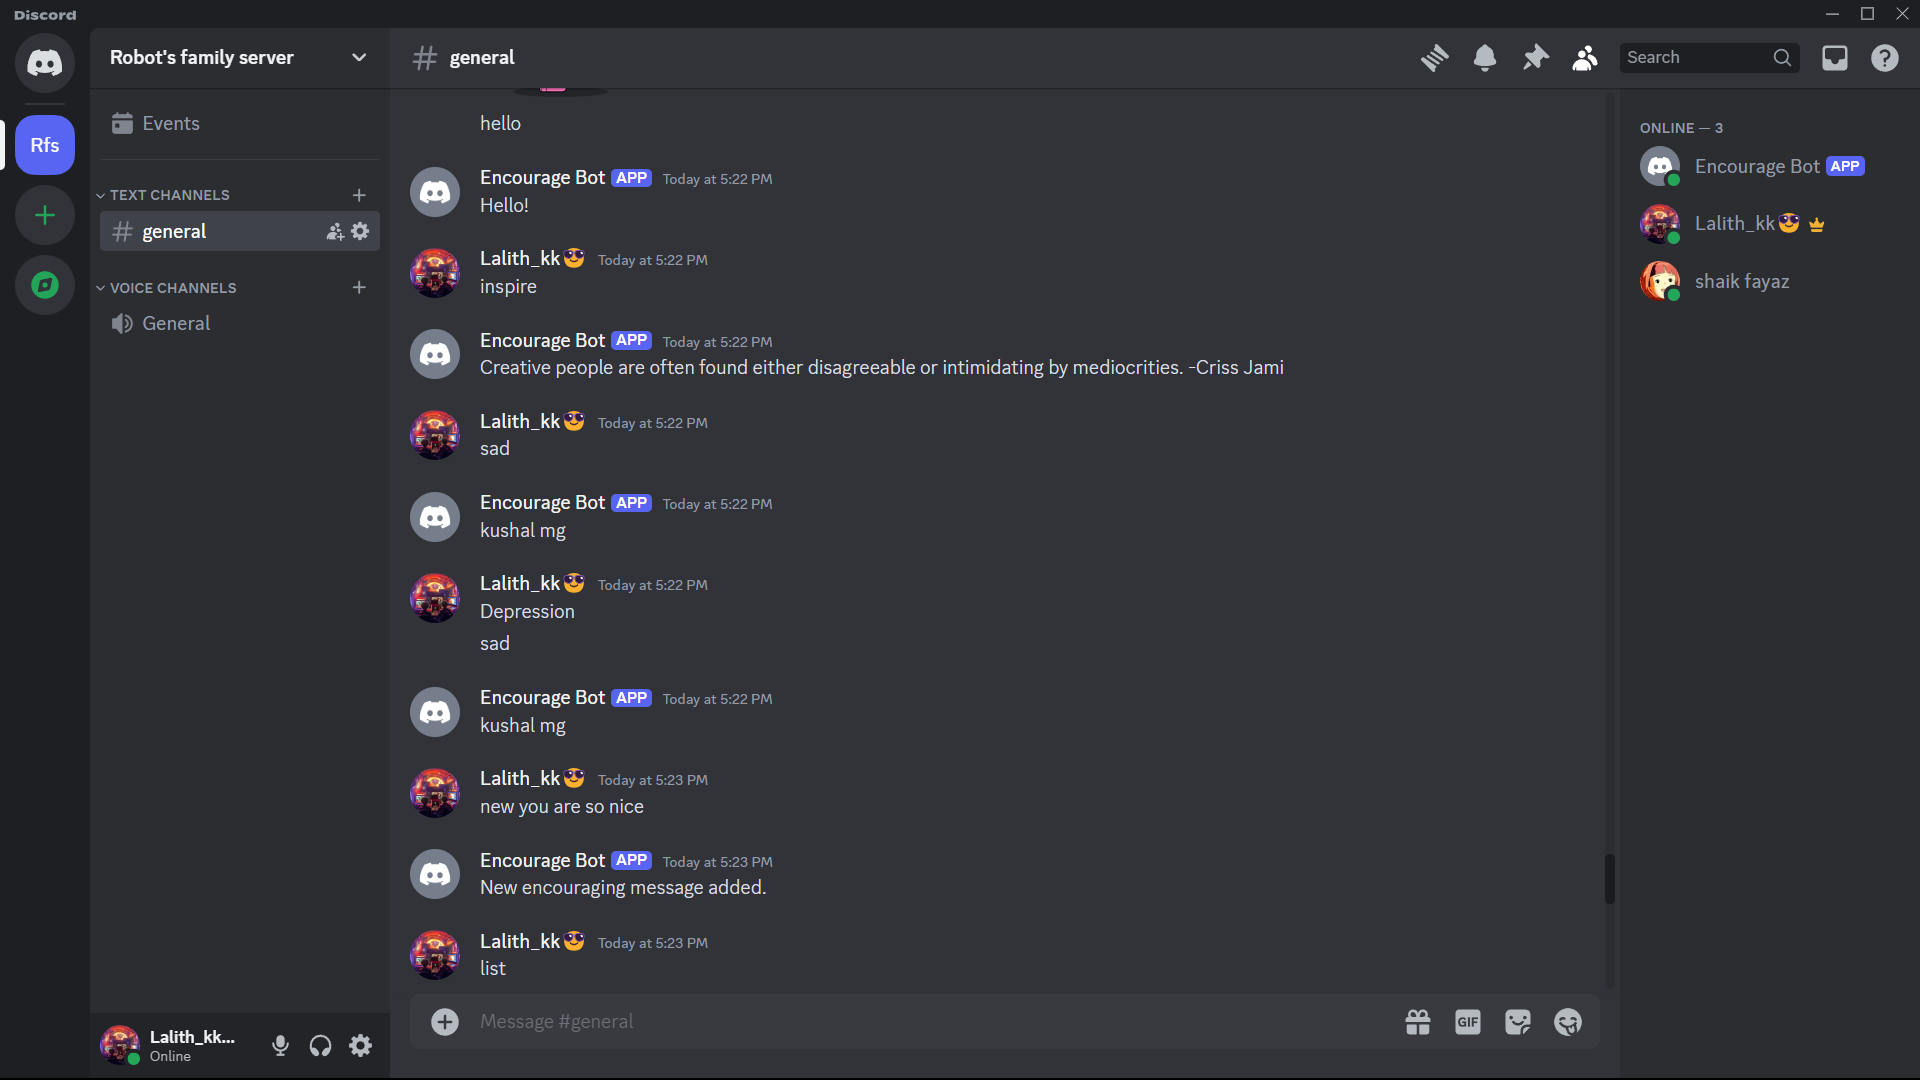 Discord
Robot's family server
general
Search
Rfs
Events
TEXT CHANNELS
general
VOICE CHANNELS
General
hello
Encourage Bot APP Today at 5:22 PM
Hello!
Lalith_kk😎 Today at 5:22 PM
inspire
Encourage Bot APP Today at 5:22 PM
Creative people are often found either disagreeable or intimidating by mediocrities. -Criss Jami
Lalith_kk😎 Today at 5:22 PM
sad
Encourage Bot APP Today at 5:22 PM
kushal mg
Lalith_kk😎 Today at 5:22 PM
Depression
sad
Encourage Bot APP Today at 5:22 PM
kushal mg
Lalith_kk😎 Today at 5:23 PM
new you are so nice
Encourage Bot APP Today at 5:23 PM
New encouraging message added.
Lalith_kk😎 Today at 5:23 PM
list
Message #general
GIF
ONLINE — 3
Encourage Bot APP
Lalith_kk😎
shaik fayaz
Lalith_kk...
Online